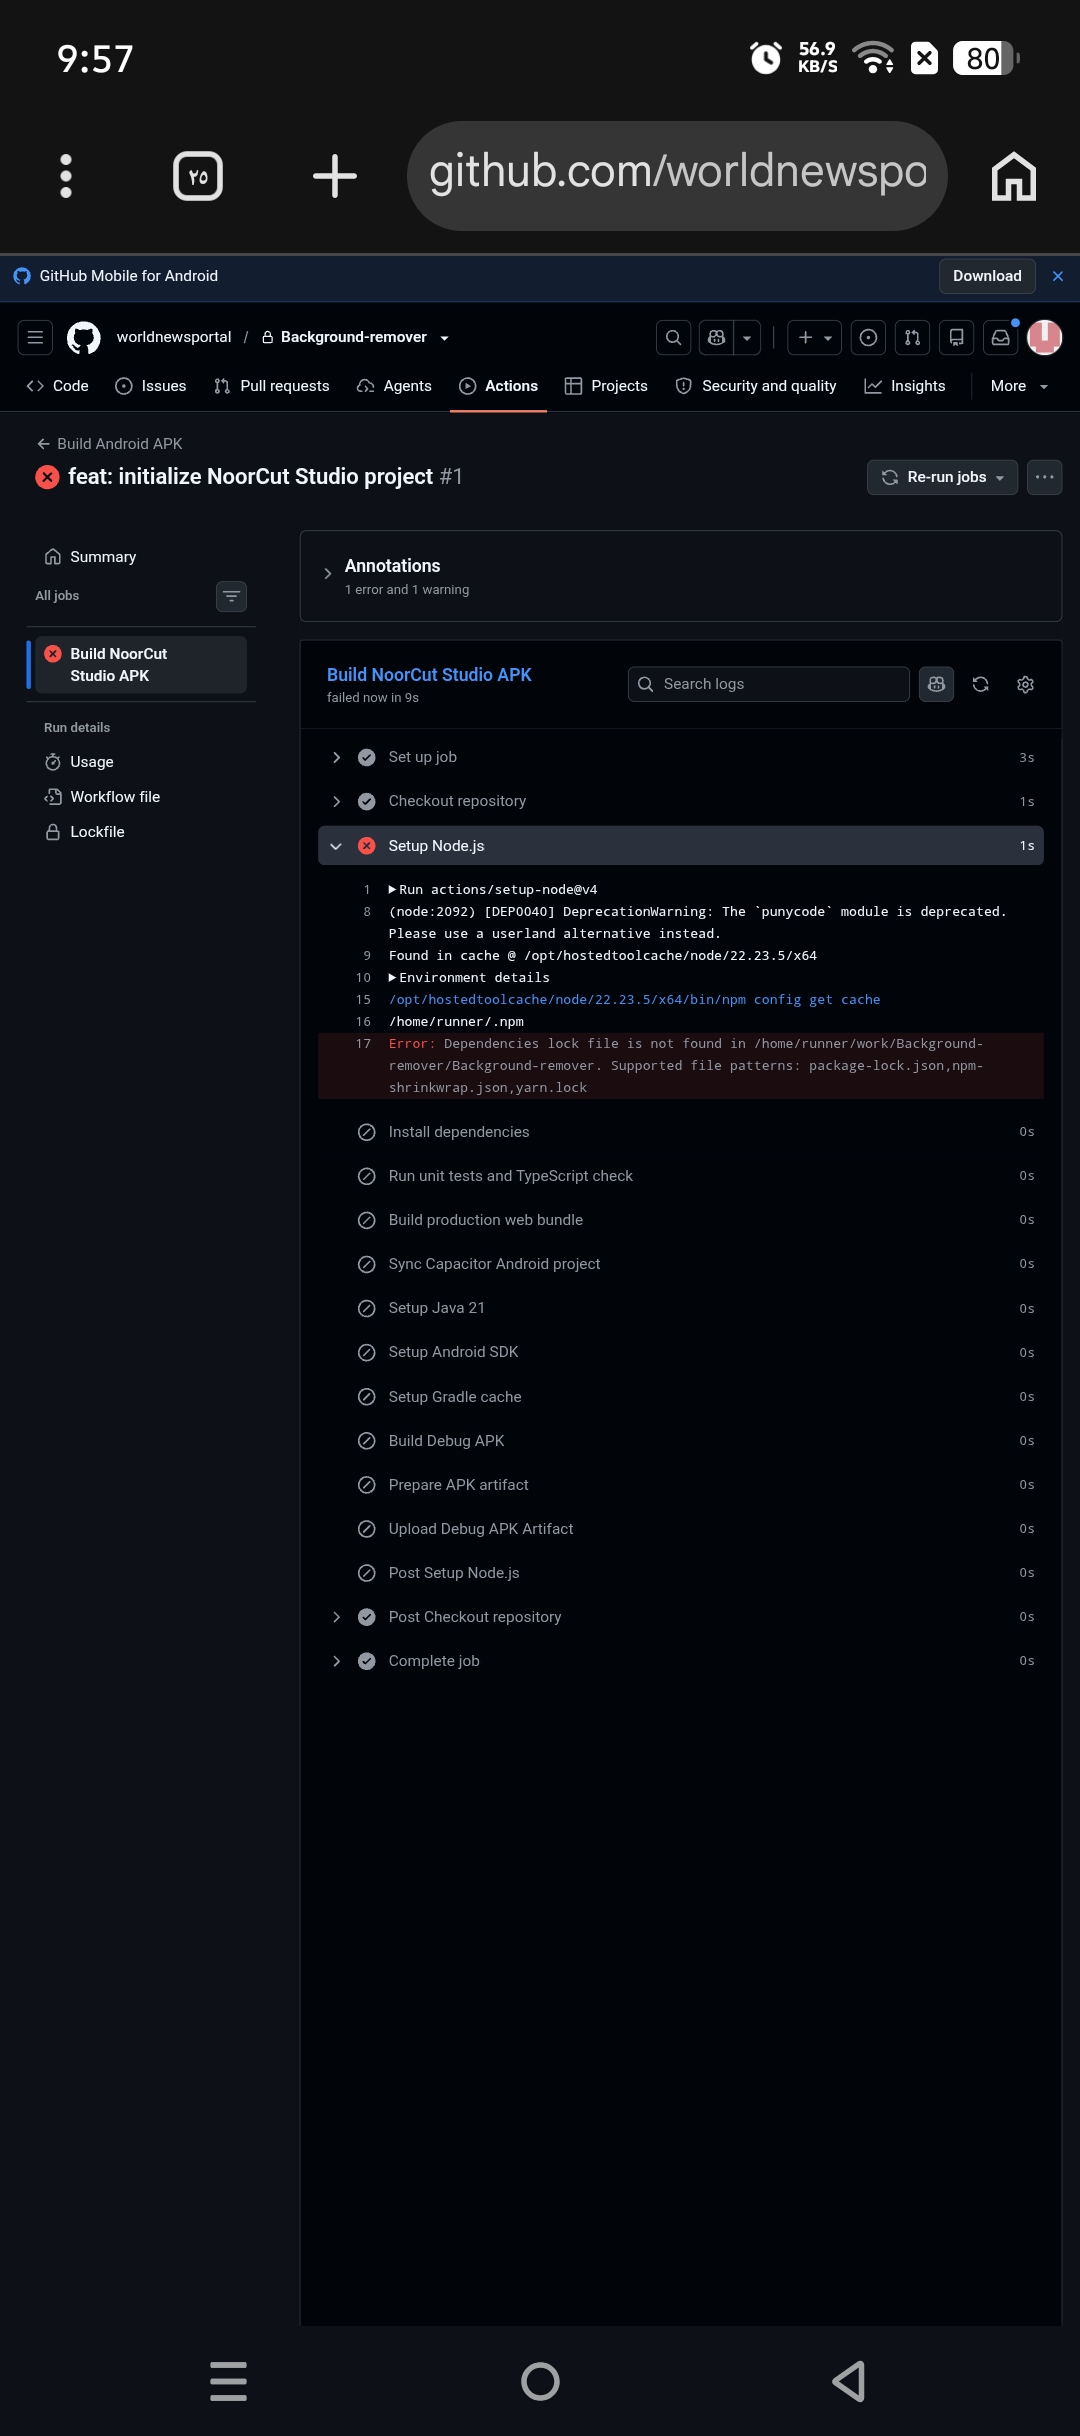 9:57
56.9 KB/S
80
٢٥
github.com/worldnewspo
GitHub Mobile for Android
Download
worldnewsportal / Background-remover
Code
Issues
Pull requests
Agents
Actions
Projects
Security and quality
Insights
More
Build Android APK
feat: initialize NoorCut Studio project #1
Re-run jobs
Summary
All jobs
Build NoorCut
Studio APK
Run details
Usage
Workflow file
Lockfile
Annotations
1 error and 1 warning
Build NoorCut Studio APK
failed now in 9s
Search logs
Set up job 3s
Checkout repository 1s
Setup Node.js 1s
1 Run actions/setup-node@v4
8 (node:2092) [DEP0040] DeprecationWarning: The `punycode` module is deprecated.
Please use a userland alternative instead.
9 Found in cache @ /opt/hostedtoolcache/node/22.23.5/x64
10 Environment details
15 /opt/hostedtoolcache/node/22.23.5/x64/bin/npm config get cache
16 /home/runner/.npm
17 Error: Dependencies lock file is not found in /home/runner/work/Background-
remover/Background-remover. Supported file patterns: package-lock.json,npm-
shrinkwrap.json,yarn.lock
Install dependencies 0s
Run unit tests and TypeScript check 0s
Build production web bundle 0s
Sync Capacitor Android project 0s
Setup Java 21 0s
Setup Android SDK 0s
Setup Gradle cache 0s
Build Debug APK 0s
Prepare APK artifact 0s
Upload Debug APK Artifact 0s
Post Setup Node.js 0s
Post Checkout repository 0s
Complete job 0s